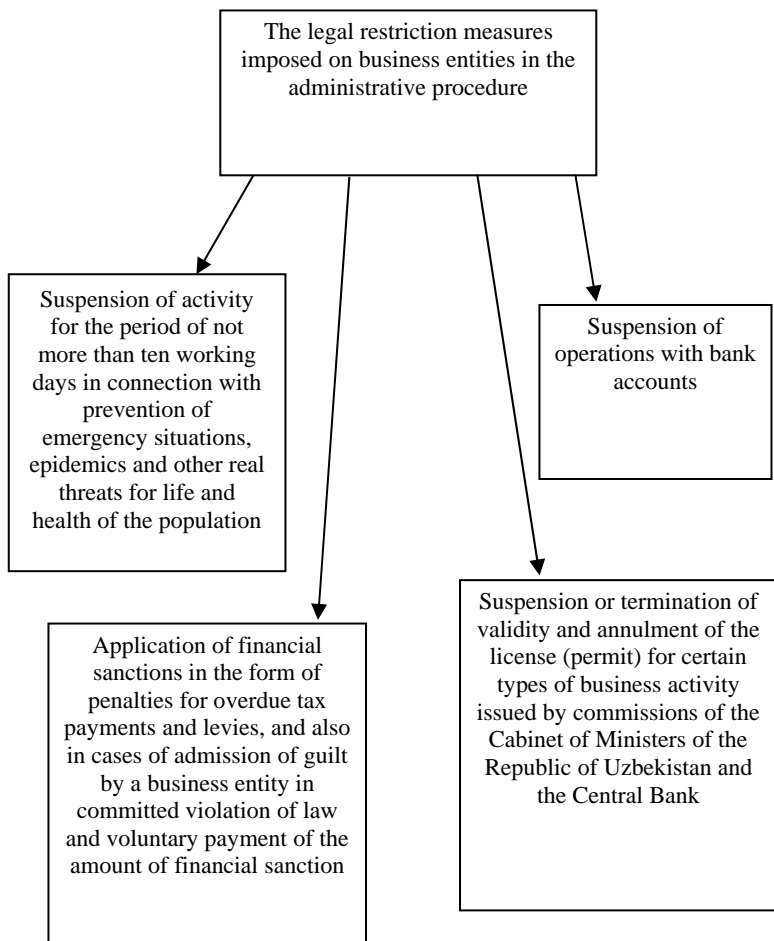 The legal restriction measures
imposed on business entities in the
administrative procedure
Suspension of activity
for the period of not
more than ten working
days in connection with
prevention of
emergency situations,
epidemics and other real
threats for life and
health of the population
Suspension of
operations with bank
accounts
Application of financial
sanctions in the form of
penalties for overdue tax
payments and levies, and also
in cases of admission of guilt
by a business entity in
committed violation of law
and voluntary payment of the
amount of financial sanction
Suspension or termination of
validity and annulment of the
license (permit) for certain
types of business activity
issued by commissions of the
Cabinet of Ministers of the
Republic of Uzbekistan and
the Central Bank